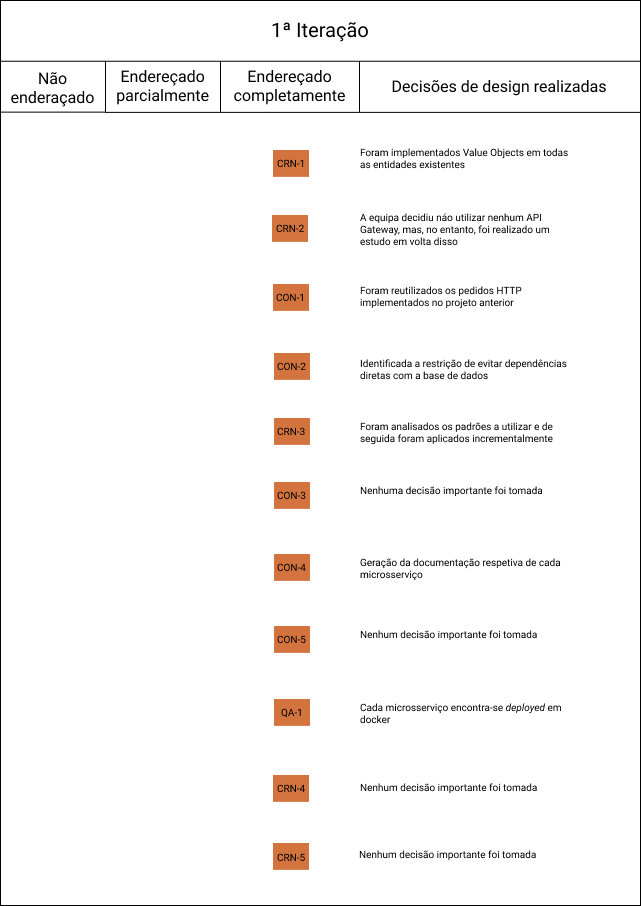 1ª Iteração
Não
enderaçado
Endereçado
parcialmente
Endereçado
completamente
Decisões de design realizadas
CRN-1
Foram implementados Value Objects em todas
as entidades existentes
CRN-2
A equipa decidiu náo utilizar nenhum API
Gateway, mas, no entanto, foi realizado um
estudo em volta disso
CON-1
Foram reutilizados os pedidos HTTP
implementados no projeto anterior
CON-2
Identificada a restrição de evitar dependências
diretas com a base de dados
CRN-3
Foram analisados os padrões a utilizar e de
seguida foram aplicados incrementalmente
CON-3
Nenhuma decisão importante foi tomada
CON-4
Geração da documentação respetiva de cada
microsserviço
CON-5
Nenhum decisão importante foi tomada
QA-1
Cada microsserviço encontra-se deployed em
docker
CRN-4
Nenhum decisão importante foi tomada
CRN-5
Nenhum decisão importante foi tomada